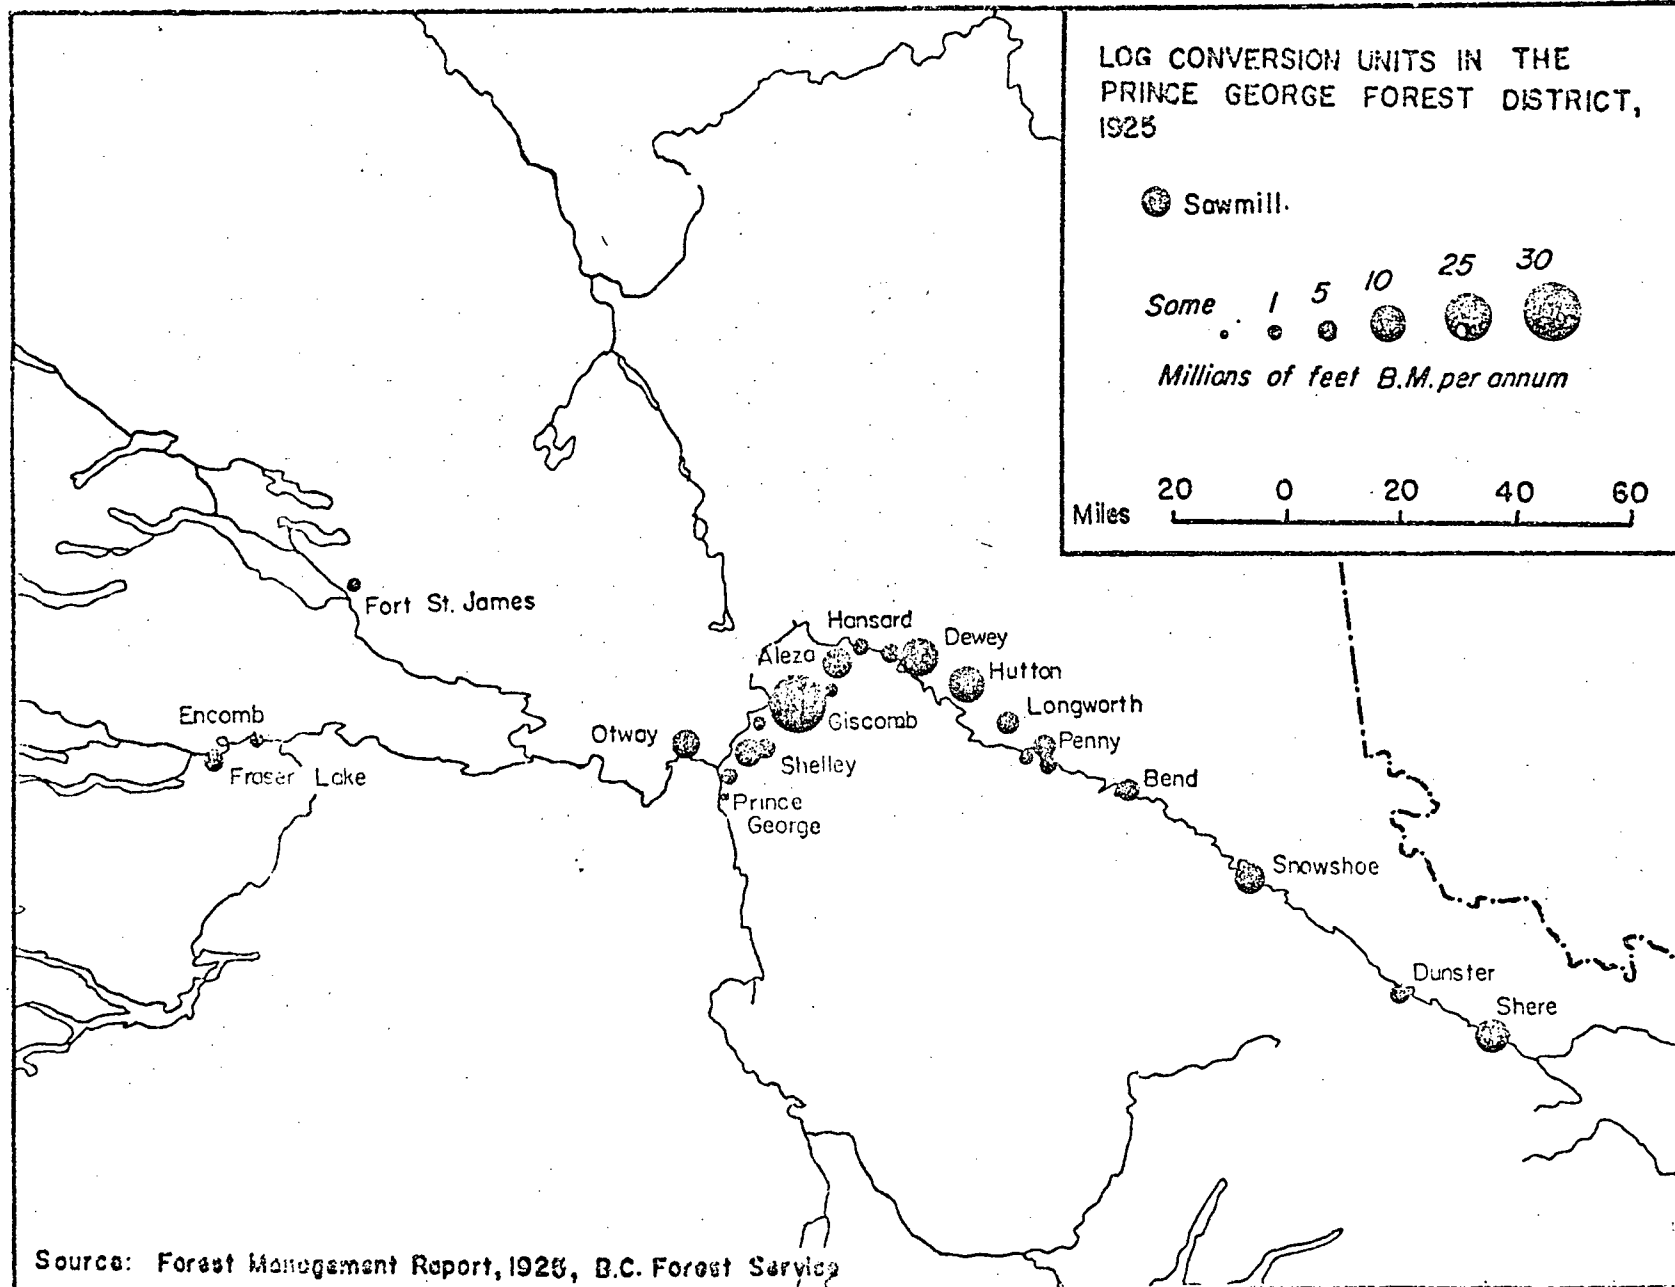 LOG CONVERSION UNITS IN THE
PRINCE GEORGE FOREST DISTRICT,
1925
Sawmill.
Some 1 5 10 25 30
Millions of feet B.M. per annum
Miles 20 0 20 40 60
Fort St. James
Hansard
Dewey
Aleza
Hutton
Longworth
Encomb
Giscomb
Otway
Penny
Shelley
Fraser Lake
Bend
Prince
George
Snowshoe
Dunster
Shere
Source: Forest Management Report, 1925, B.C. Forest Service